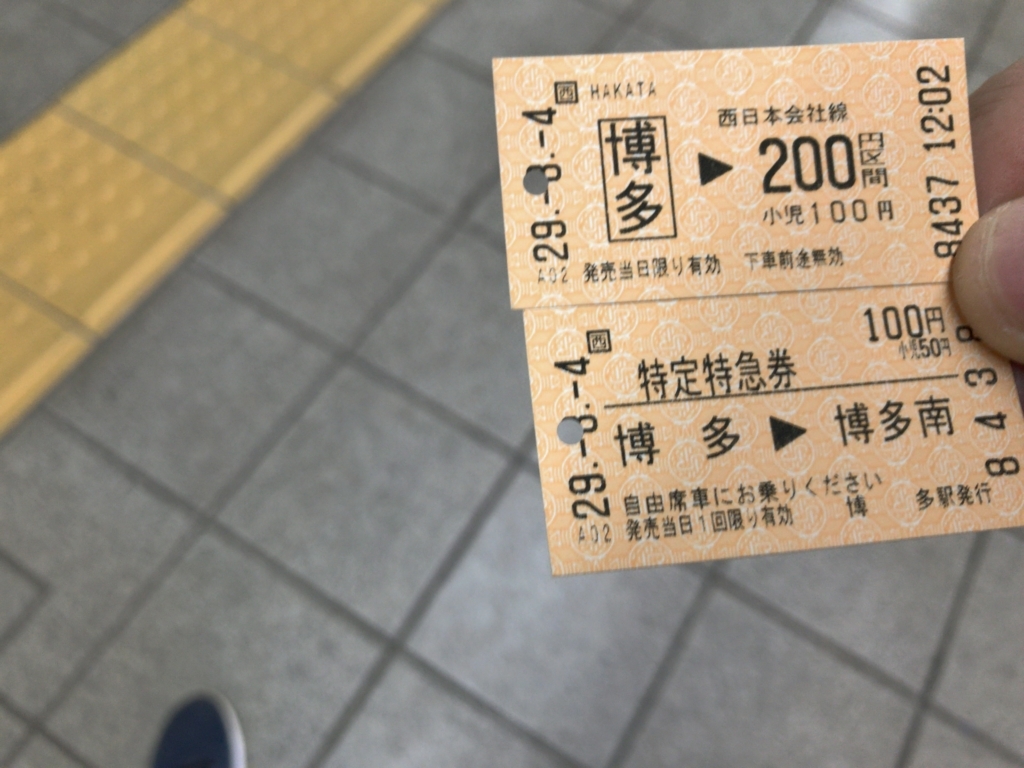 西 HAKATA
西日本会社線
博多 ▶ 200円区間
小児100円
29.-8.-4
8437 12:02
A02 発売当日限り有効 下車前途無効
西
100円
小児50円
特定特急券
博多 ▶ 博多南
29.-8.-4
自由席車にお乗りください
A02 発売当日1回限り有効 博多駅発行
8438